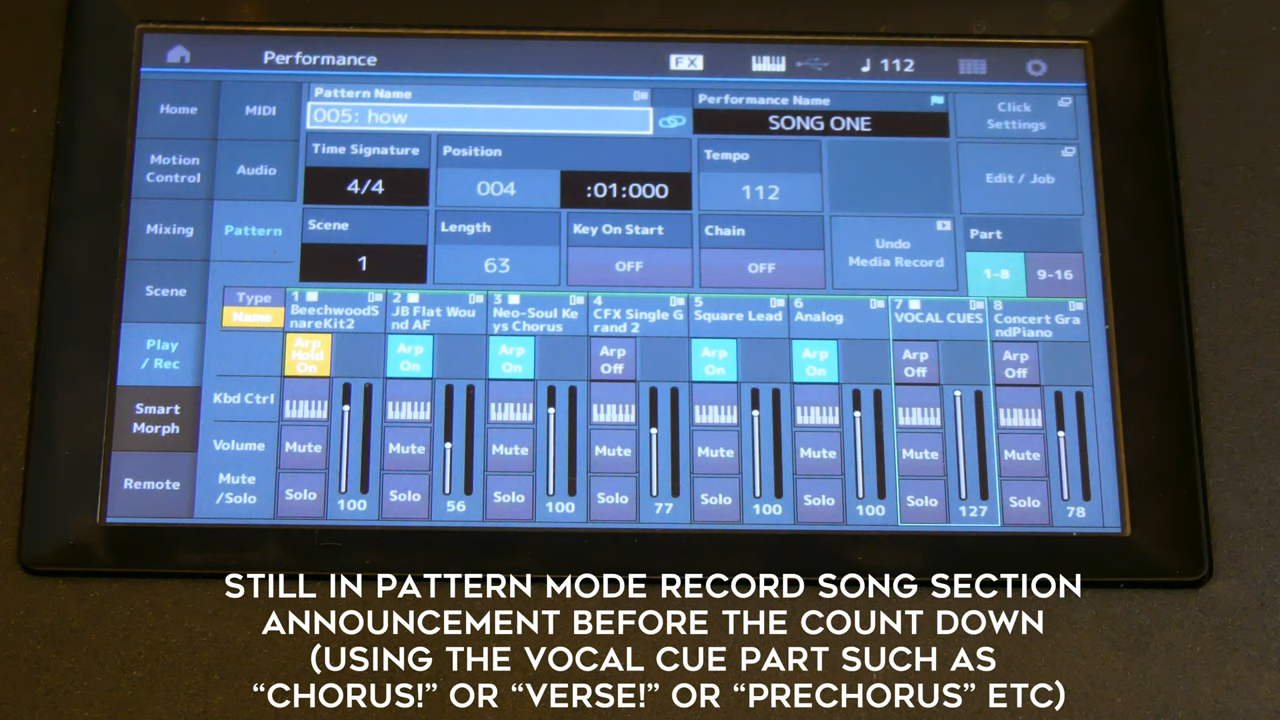 Performance
FX
♩ 112
Home
MIDI
Pattern Name
005: how
Performance Name
SONG ONE
Click
Settings
Motion
Control
Audio
Time Signature
4/4
Position
004
:01:000
Tempo
112
Edit / Job
Mixing
Pattern
Scene
1
Length
63
Key On Start
OFF
Chain
OFF
Undo
Media Record
Part
1-8
9-16
Scene
Type
Name
1
BeechwoodS
nareKit2
2
JB Flat Wou
nd AF
3
Neo-Soul Ke
ys Chorus
4
CFX Single G
rand 2
5
Square Lead
6
Analog
7
VOCAL CUES
8
Concert Gra
ndPiano
Play
/ Rec
Arp
Hold
On
Arp
On
Arp
On
Arp
Off
Arp
On
Arp
On
Arp
Off
Arp
Off
Smart
Morph
Kbd Ctrl
Volume
Mute
Mute
Mute
Mute
Mute
Mute
Mute
Mute
Remote
Mute
/Solo
Solo
100
Solo
56
Solo
100
Solo
77
Solo
100
Solo
100
Solo
127
Solo
78
STILL IN PATTERN MODE RECORD SONG SECTION
ANNOUNCEMENT BEFORE THE COUNT DOWN
(USING THE VOCAL CUE PART SUCH AS
“CHORUS!” OR “VERSE!” OR “PRECHORUS” ETC)